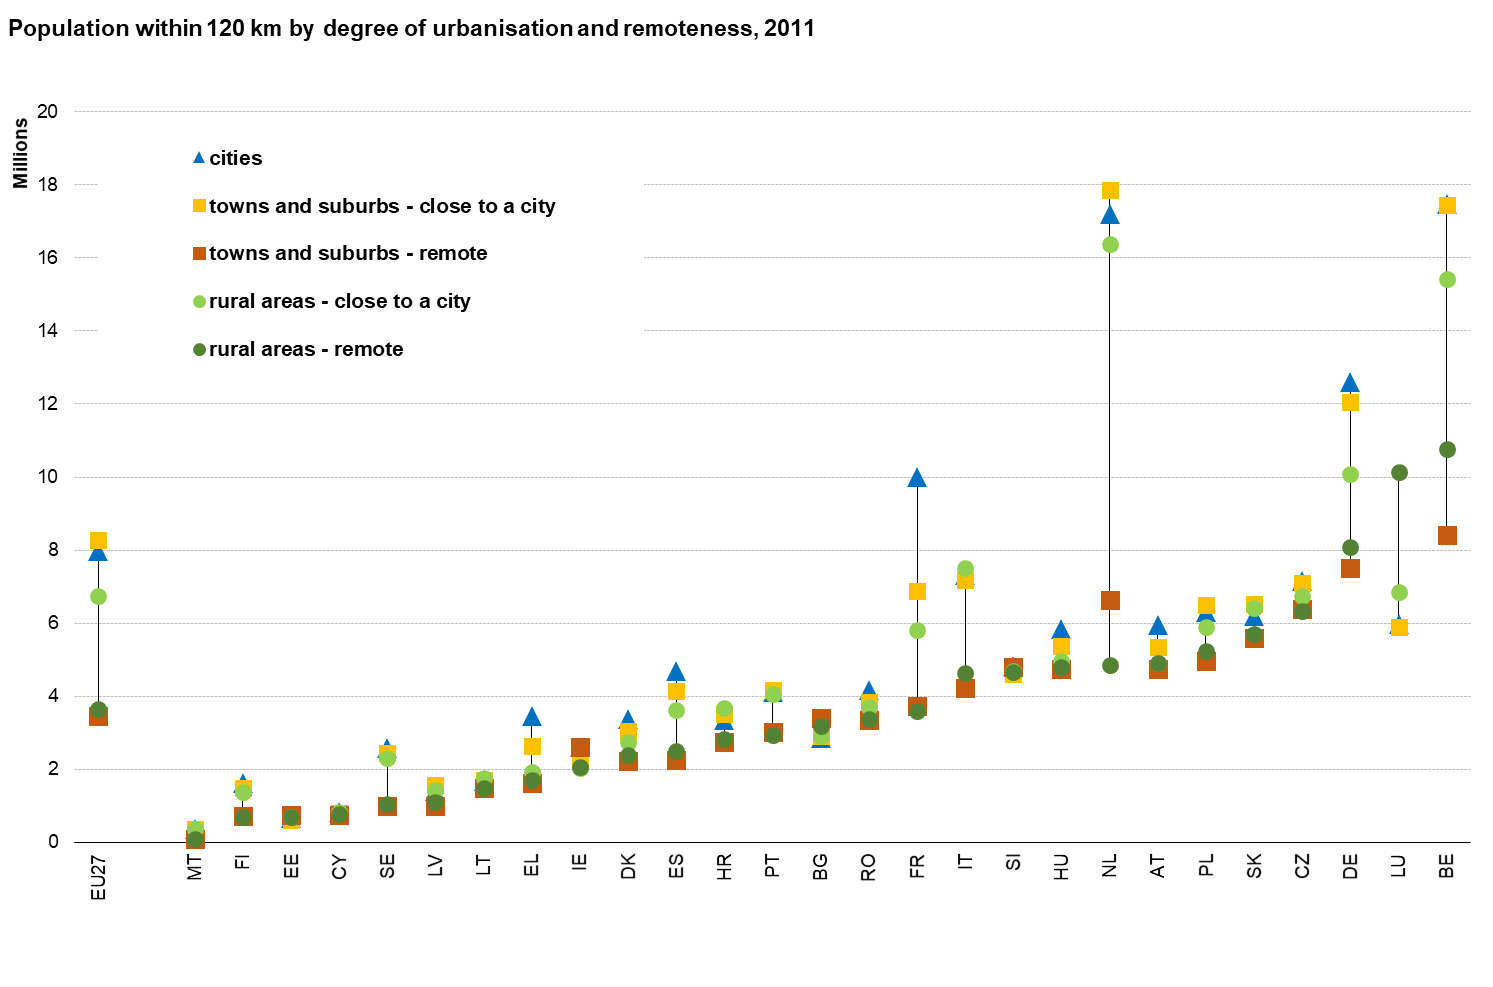 Population within 120 km by degree of urbanisation and remoteness, 2011
Millions
20
18
16
14
12
10
8
6
4
2
0
cities
towns and suburbs - close to a city
towns and suburbs - remote
rural areas - close to a city
rural areas - remote
EU27
MT
FI
EE
CY
SE
LV
LT
EL
IE
DK
ES
HR
PT
BG
RO
FR
IT
SI
HU
NL
AT
PL
SK
CZ
DE
LU
BE